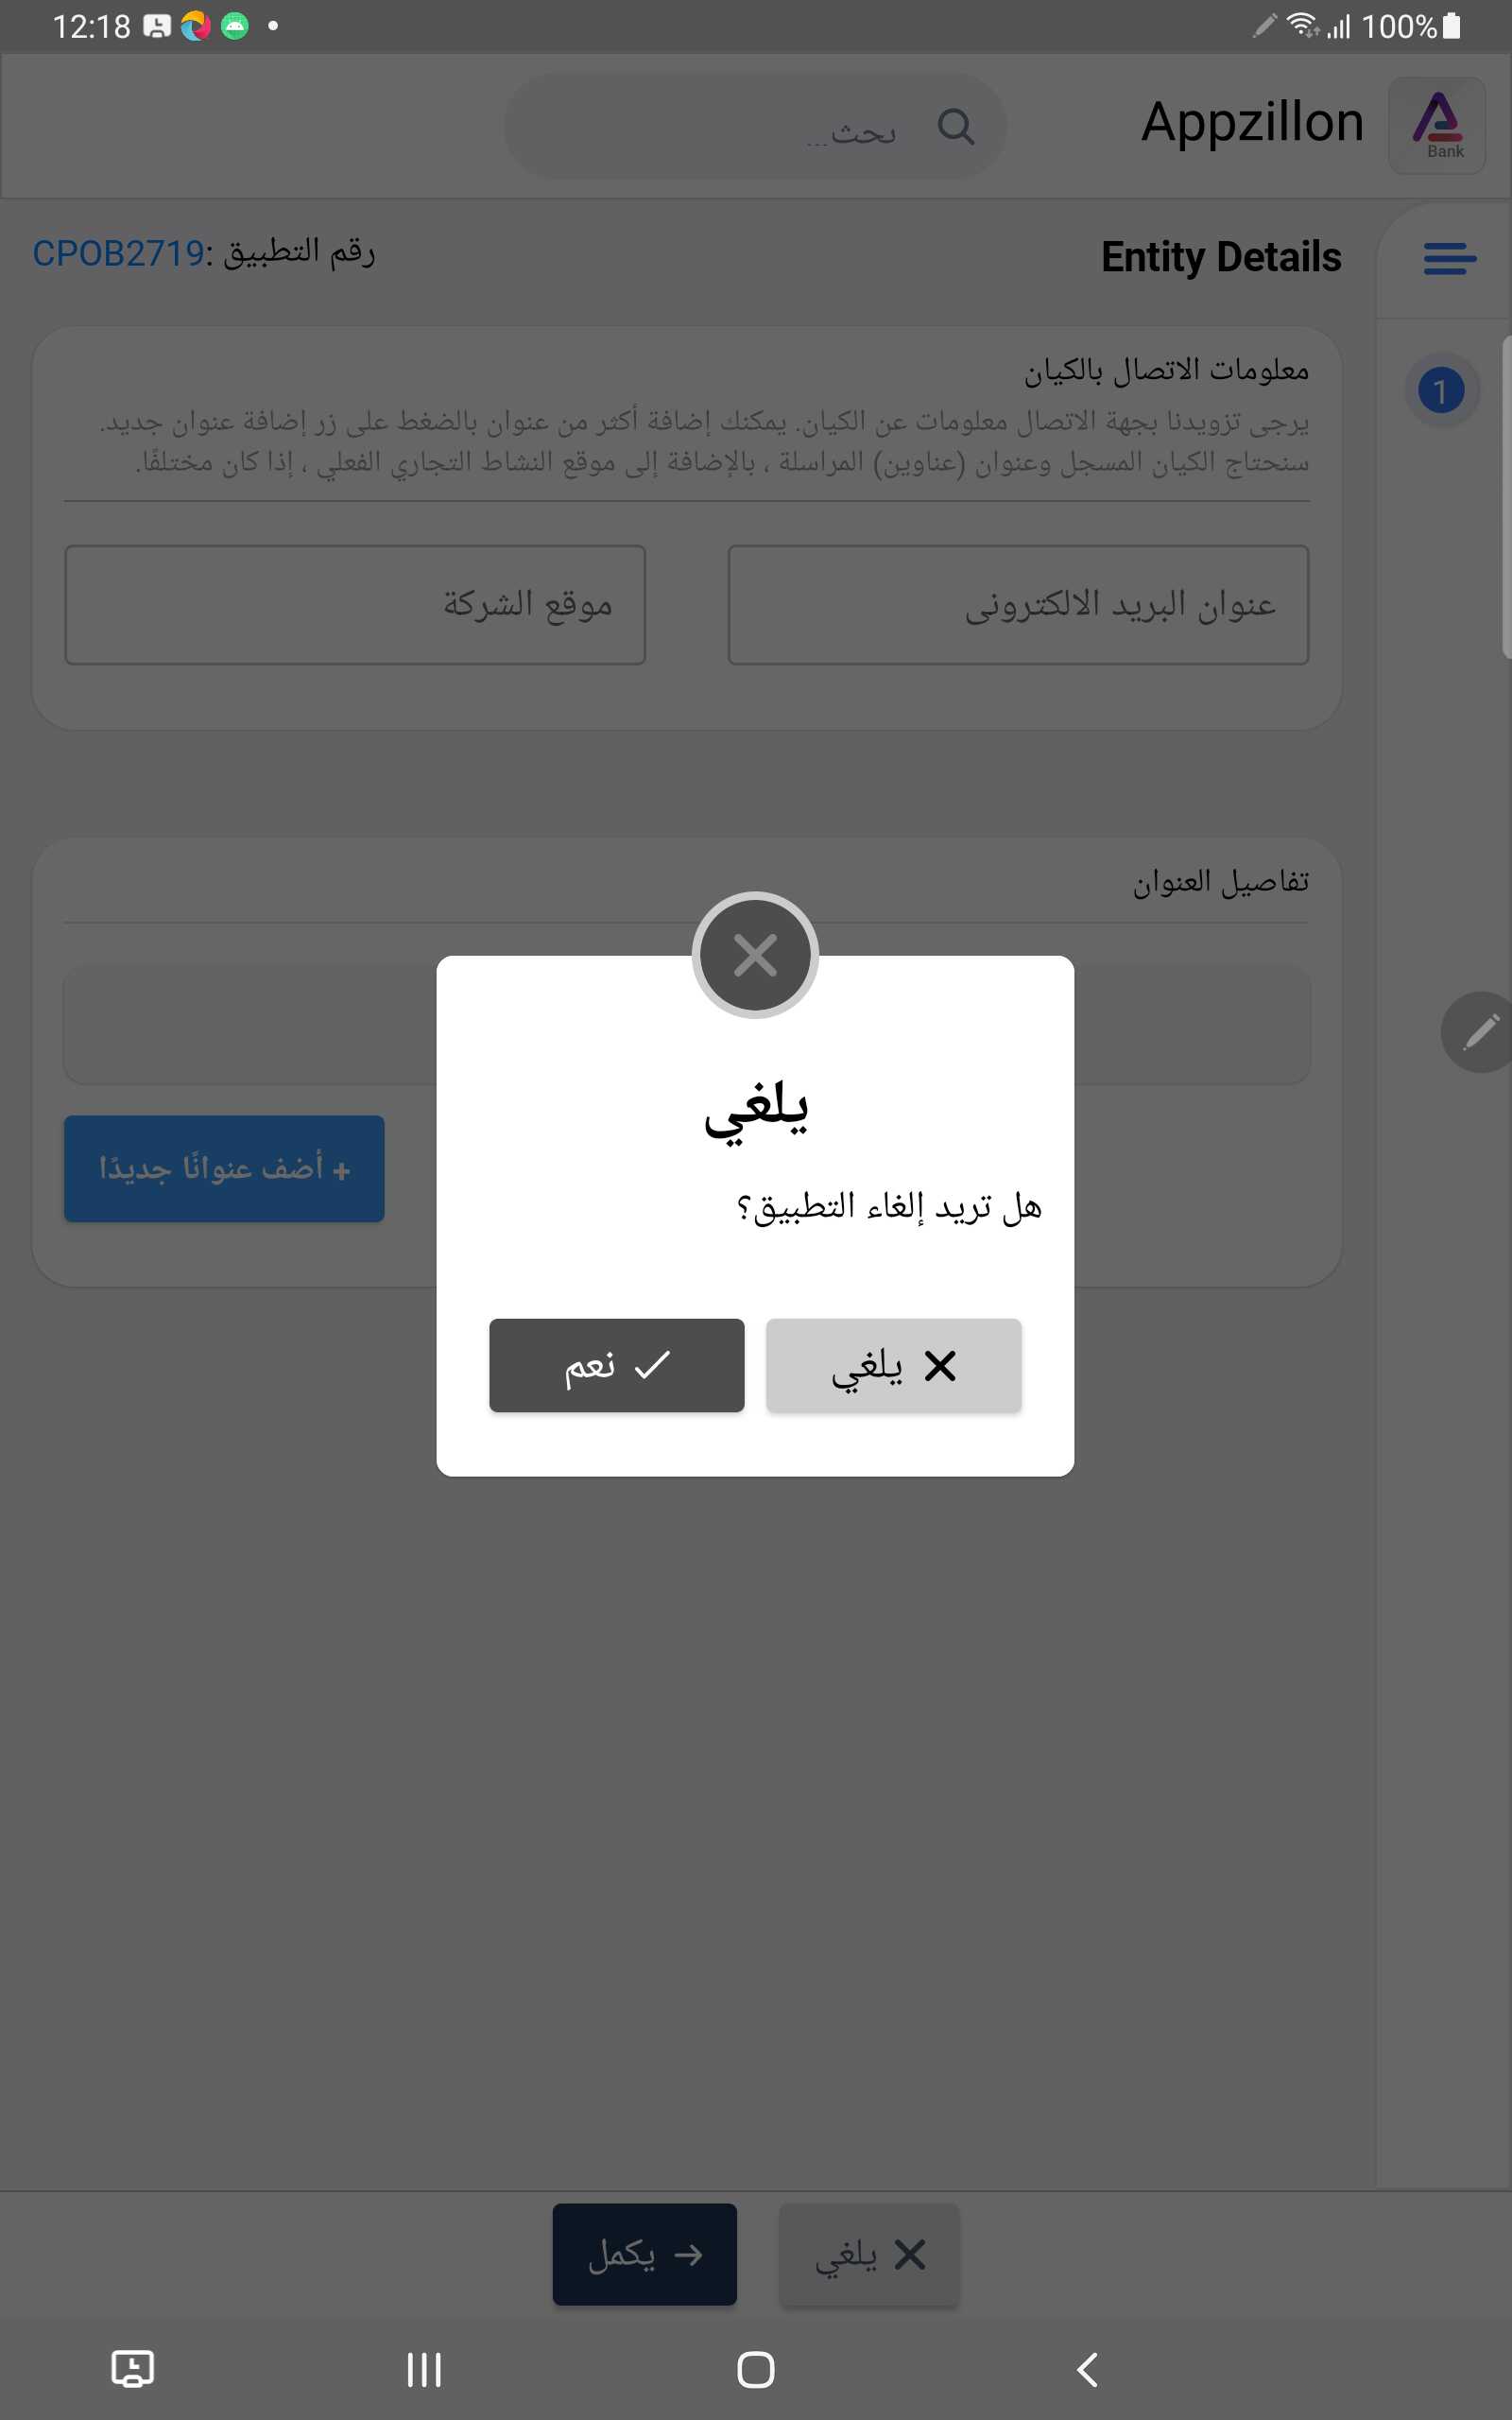 12:18
100%
Bank
Appzillon
بحث...
Entity Details
رقم التطبيق :CPOB2719
1
معلومات الاتصال بالكيان
يرجى تزويدنا بجهة الاتصال معلومات عن الكيان. يمكنك إضافة أكثر من عنوان بالضغط على زر إضافة عنوان جديد.
سنحتاج الكيان المسجل وعنوان (عناوين) المراسلة ، بالإضافة إلى موقع النشاط التجاري الفعلي ، إذا كان مختلفًا.
عنوان البريد الالكترونى
موقع الشركة
تفاصيل العنوان
+ أضف عنوانًا جديدًا
يلغي
هل تريد إلغاء التطبيق؟
يلغي
نعم
يلغي
يكمل